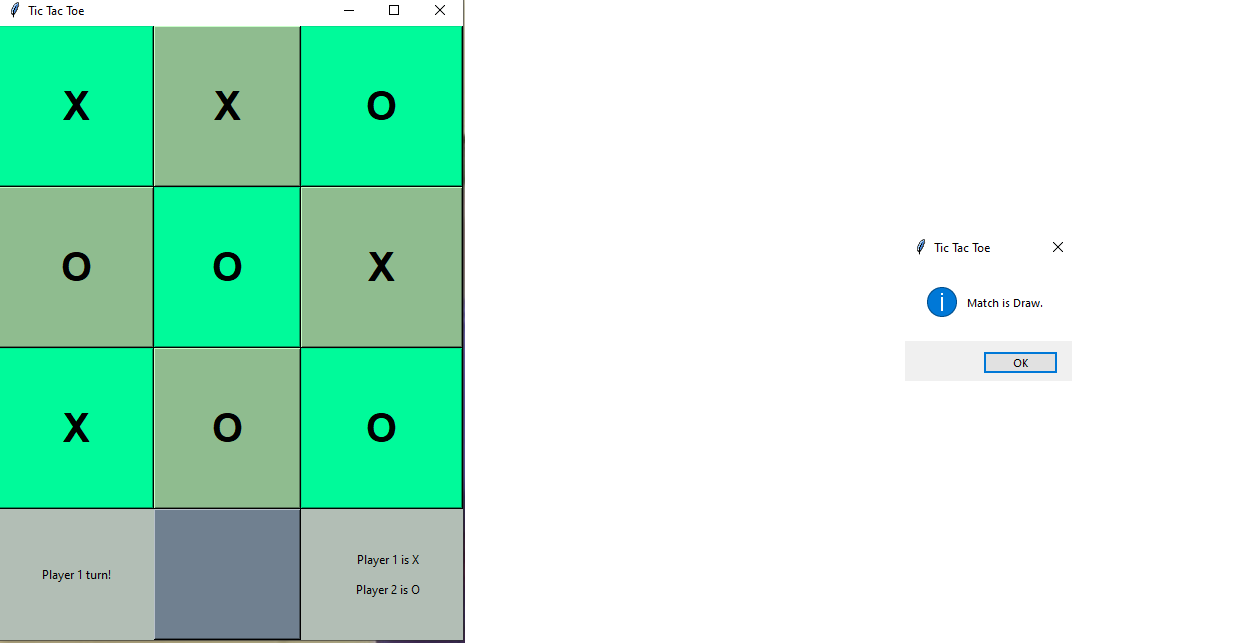 Tic Tac Toe
X X O
O O X
X O O
Player 1 turn!
Player 1 is X
Player 2 is O
Tic Tac Toe
i Match is Draw.
OK